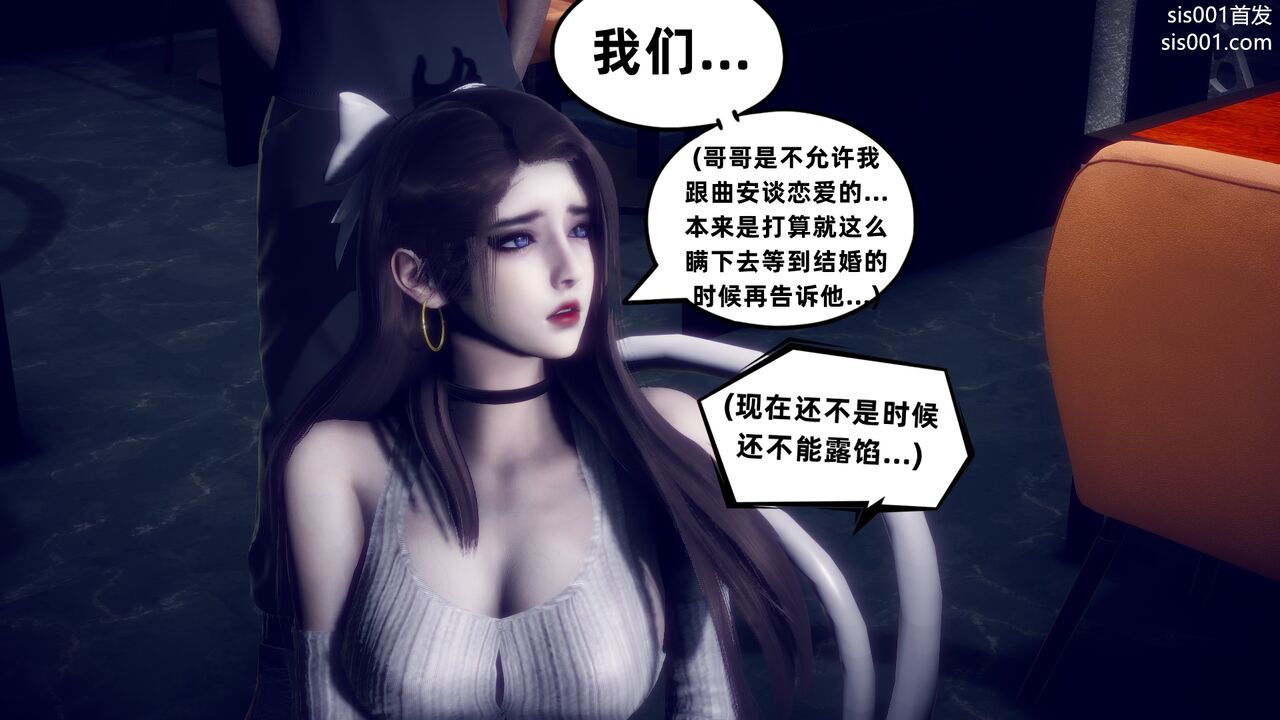 sis001首发
sis001.com
我们...
(哥哥是不允许我
跟曲安谈恋爱的...
本来是打算就这么
瞒下去等到结婚的
时候再告诉他...)
(现在还不是时候
还不能露馅...)